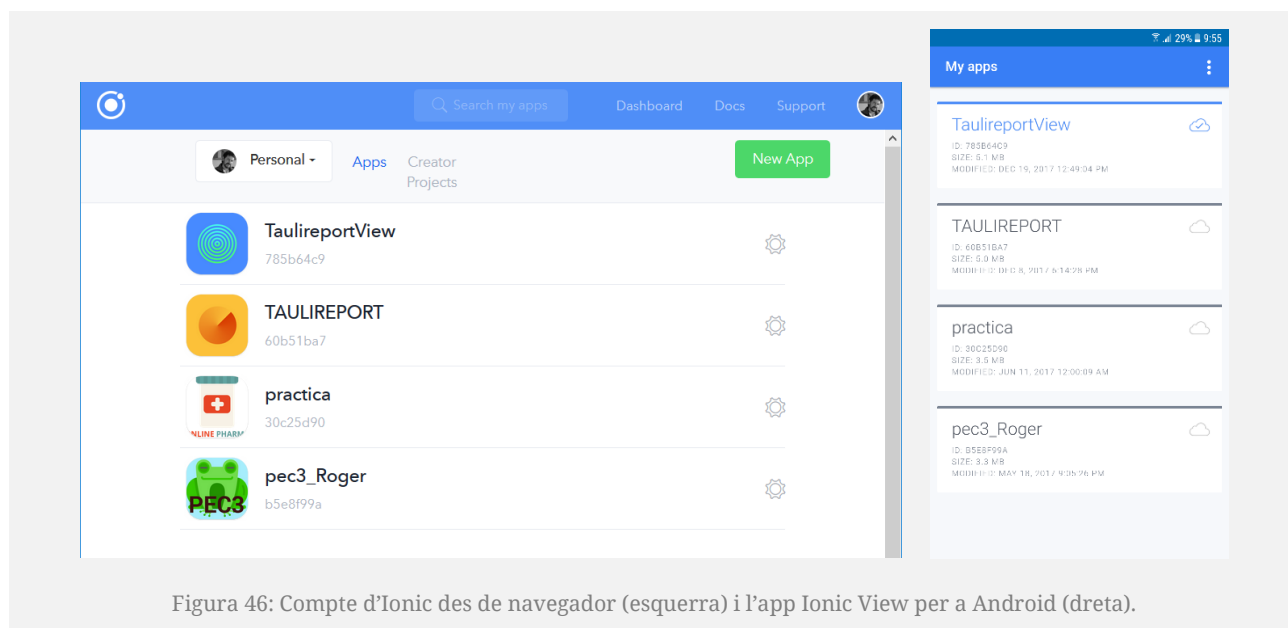 Search my apps
Dashboard
Docs
Support
Personal
Apps
Creator
Projects
New App
TaulireportView
785b64c9
TAULIREPORT
60b51ba7
NLINE PHARM
practica
30c25d90
PEC3
pec3_Roger
b5e8f99a
29% 9:55
My apps
TaulireportView
ID: 785B64C9
SIZE: 5.1 MB
MODIFIED: DEC 19, 2017 12:49:04 PM
TAULIREPORT
ID: 60B51BA7
SIZE: 5.0 MB
MODIFIED: DEC 8, 2017 6:14:28 PM
practica
ID: 30C25D90
SIZE: 3.5 MB
MODIFIED: JUN 11, 2017 12:00:09 AM
pec3_Roger
ID: B5E8F99A
SIZE: 3.3 MB
MODIFIED: MAY 18, 2017 9:05:26 PM
Figura 46: Compte d’Ionic des de navegador (esquerra) i l’app Ionic View per a Android (dreta).